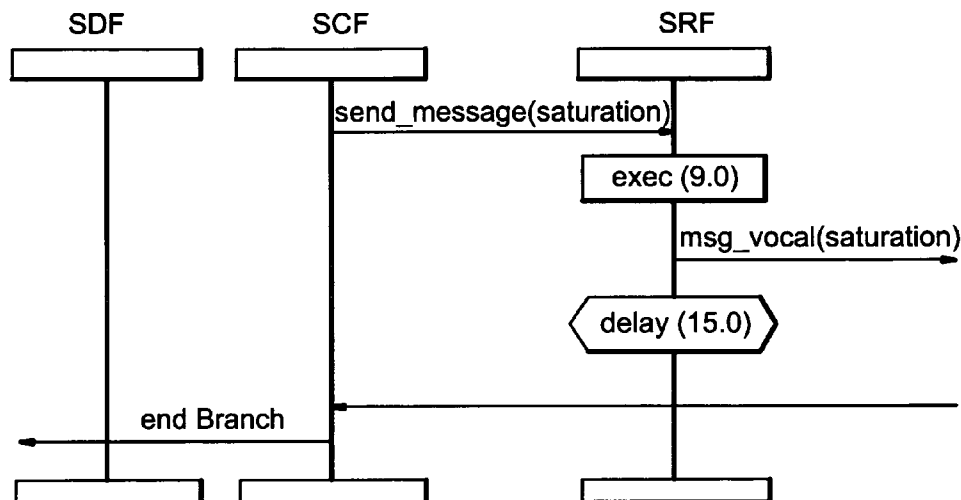 SDF
SCF
SRF
send_message(saturation)
exec (9.0)
msg_vocal(saturation)
delay (15.0)
end Branch